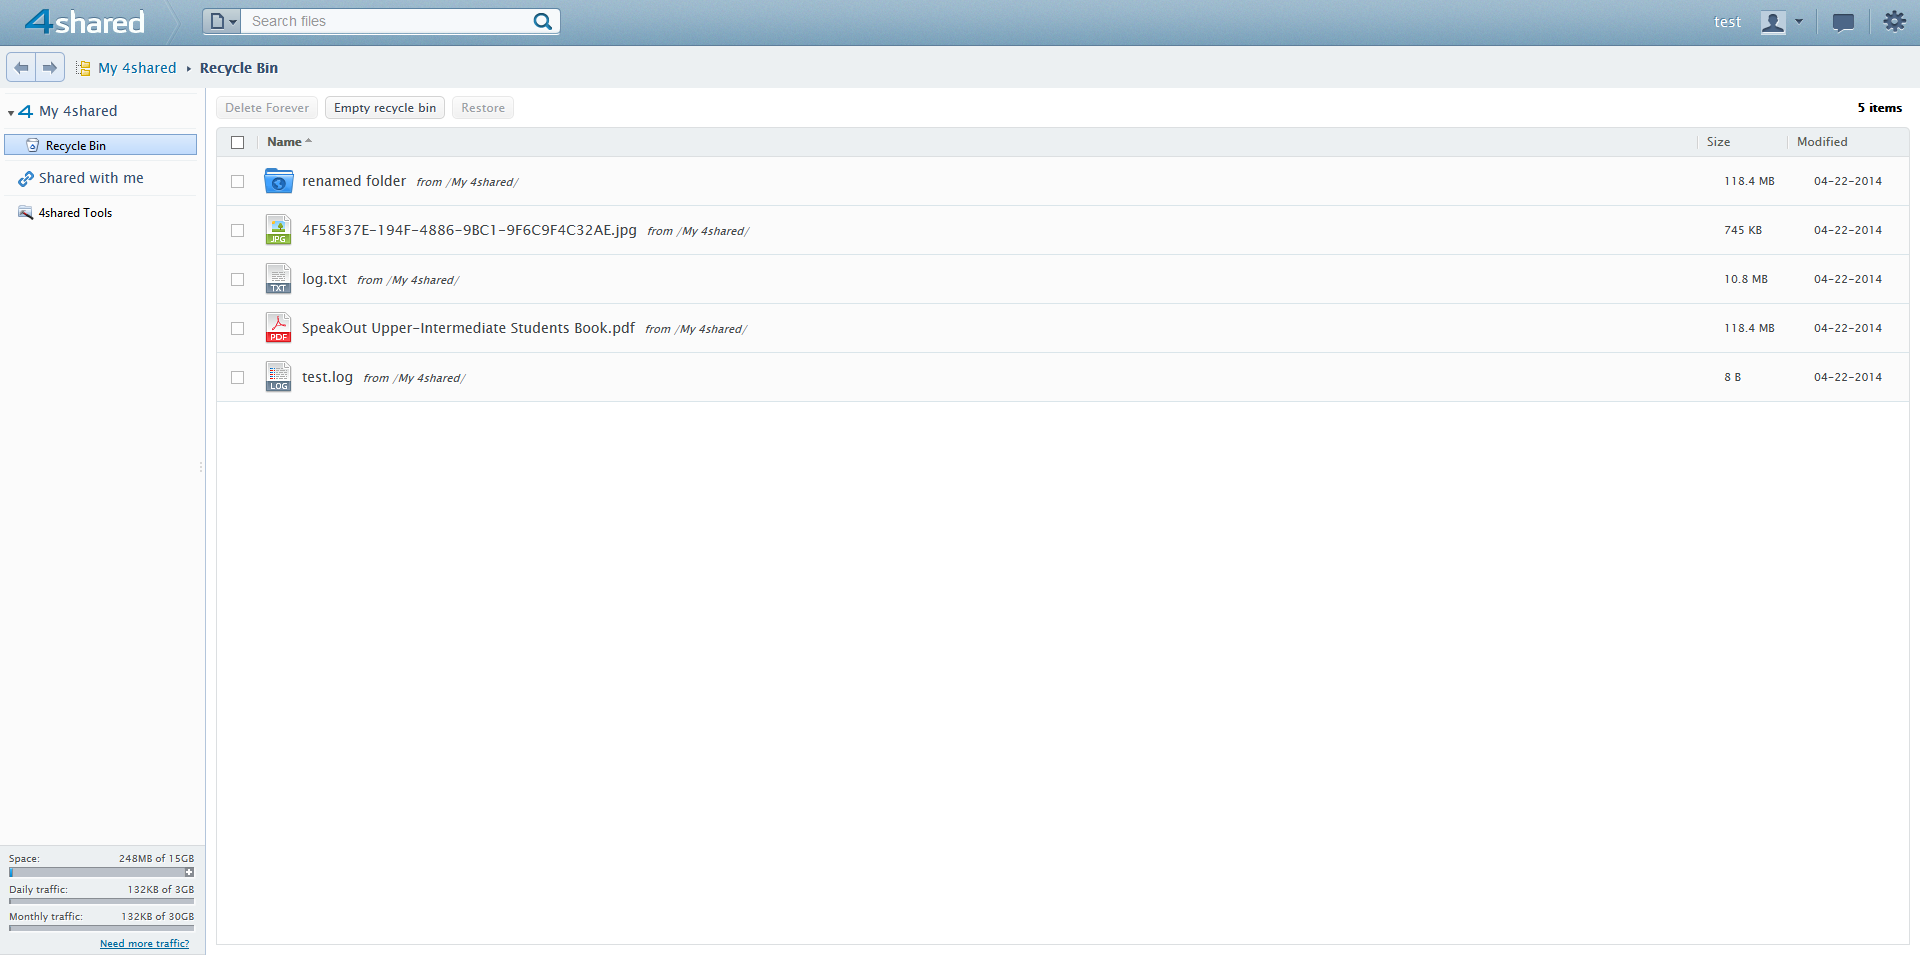 4shared
Search files
test
My 4shared ▸ Recycle Bin
My 4shared
Recycle Bin
Shared with me
4shared Tools
Delete Forever Empty recycle bin Restore 5 items
Name Size Modified
renamed folder from /My 4shared/ 118.4 MB 04-22-2014
JPG 4F58F37E-194F-4886-9BC1-9F6C9F4C32AE.jpg from /My 4shared/ 745 KB 04-22-2014
TXT log.txt from /My 4shared/ 10.8 MB 04-22-2014
PDF SpeakOut Upper-Intermediate Students Book.pdf from /My 4shared/ 118.4 MB 04-22-2014
LOG test.log from /My 4shared/ 8 B 04-22-2014
Space: 248MB of 15GB
Daily traffic: 132KB of 3GB
Monthly traffic: 132KB of 30GB
Need more traffic?